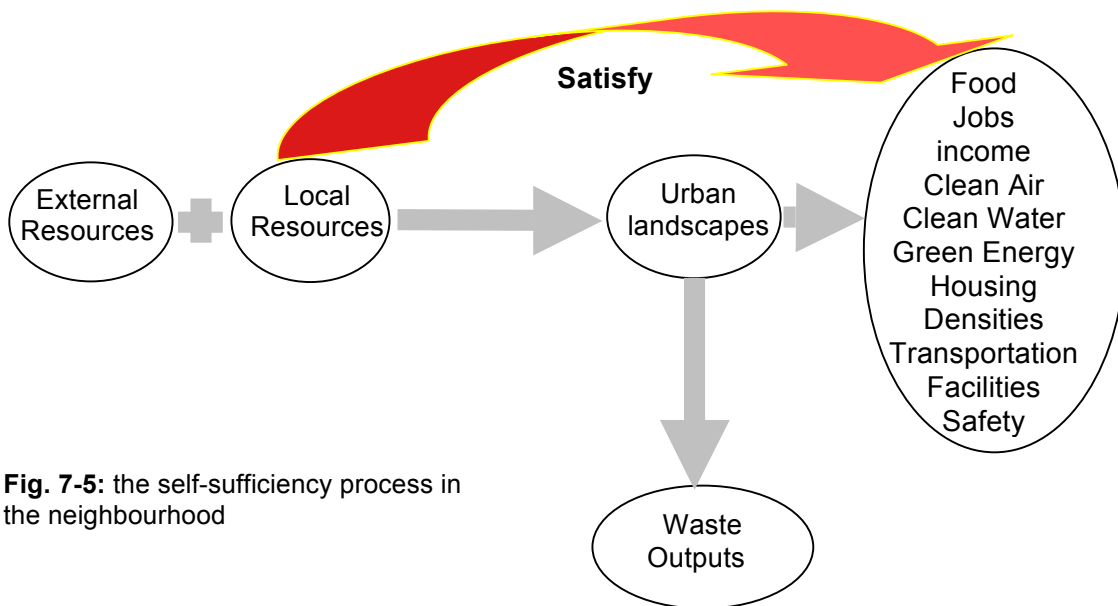 Satisfy
External
Resources
Local
Resources
Urban
landscapes
Food
Jobs
income
Clean Air
Clean Water
Green Energy
Housing
Densities
Transportation
Facilities
Safety
Waste
Outputs
Fig. 7-5: the self-sufficiency process in
the neighbourhood